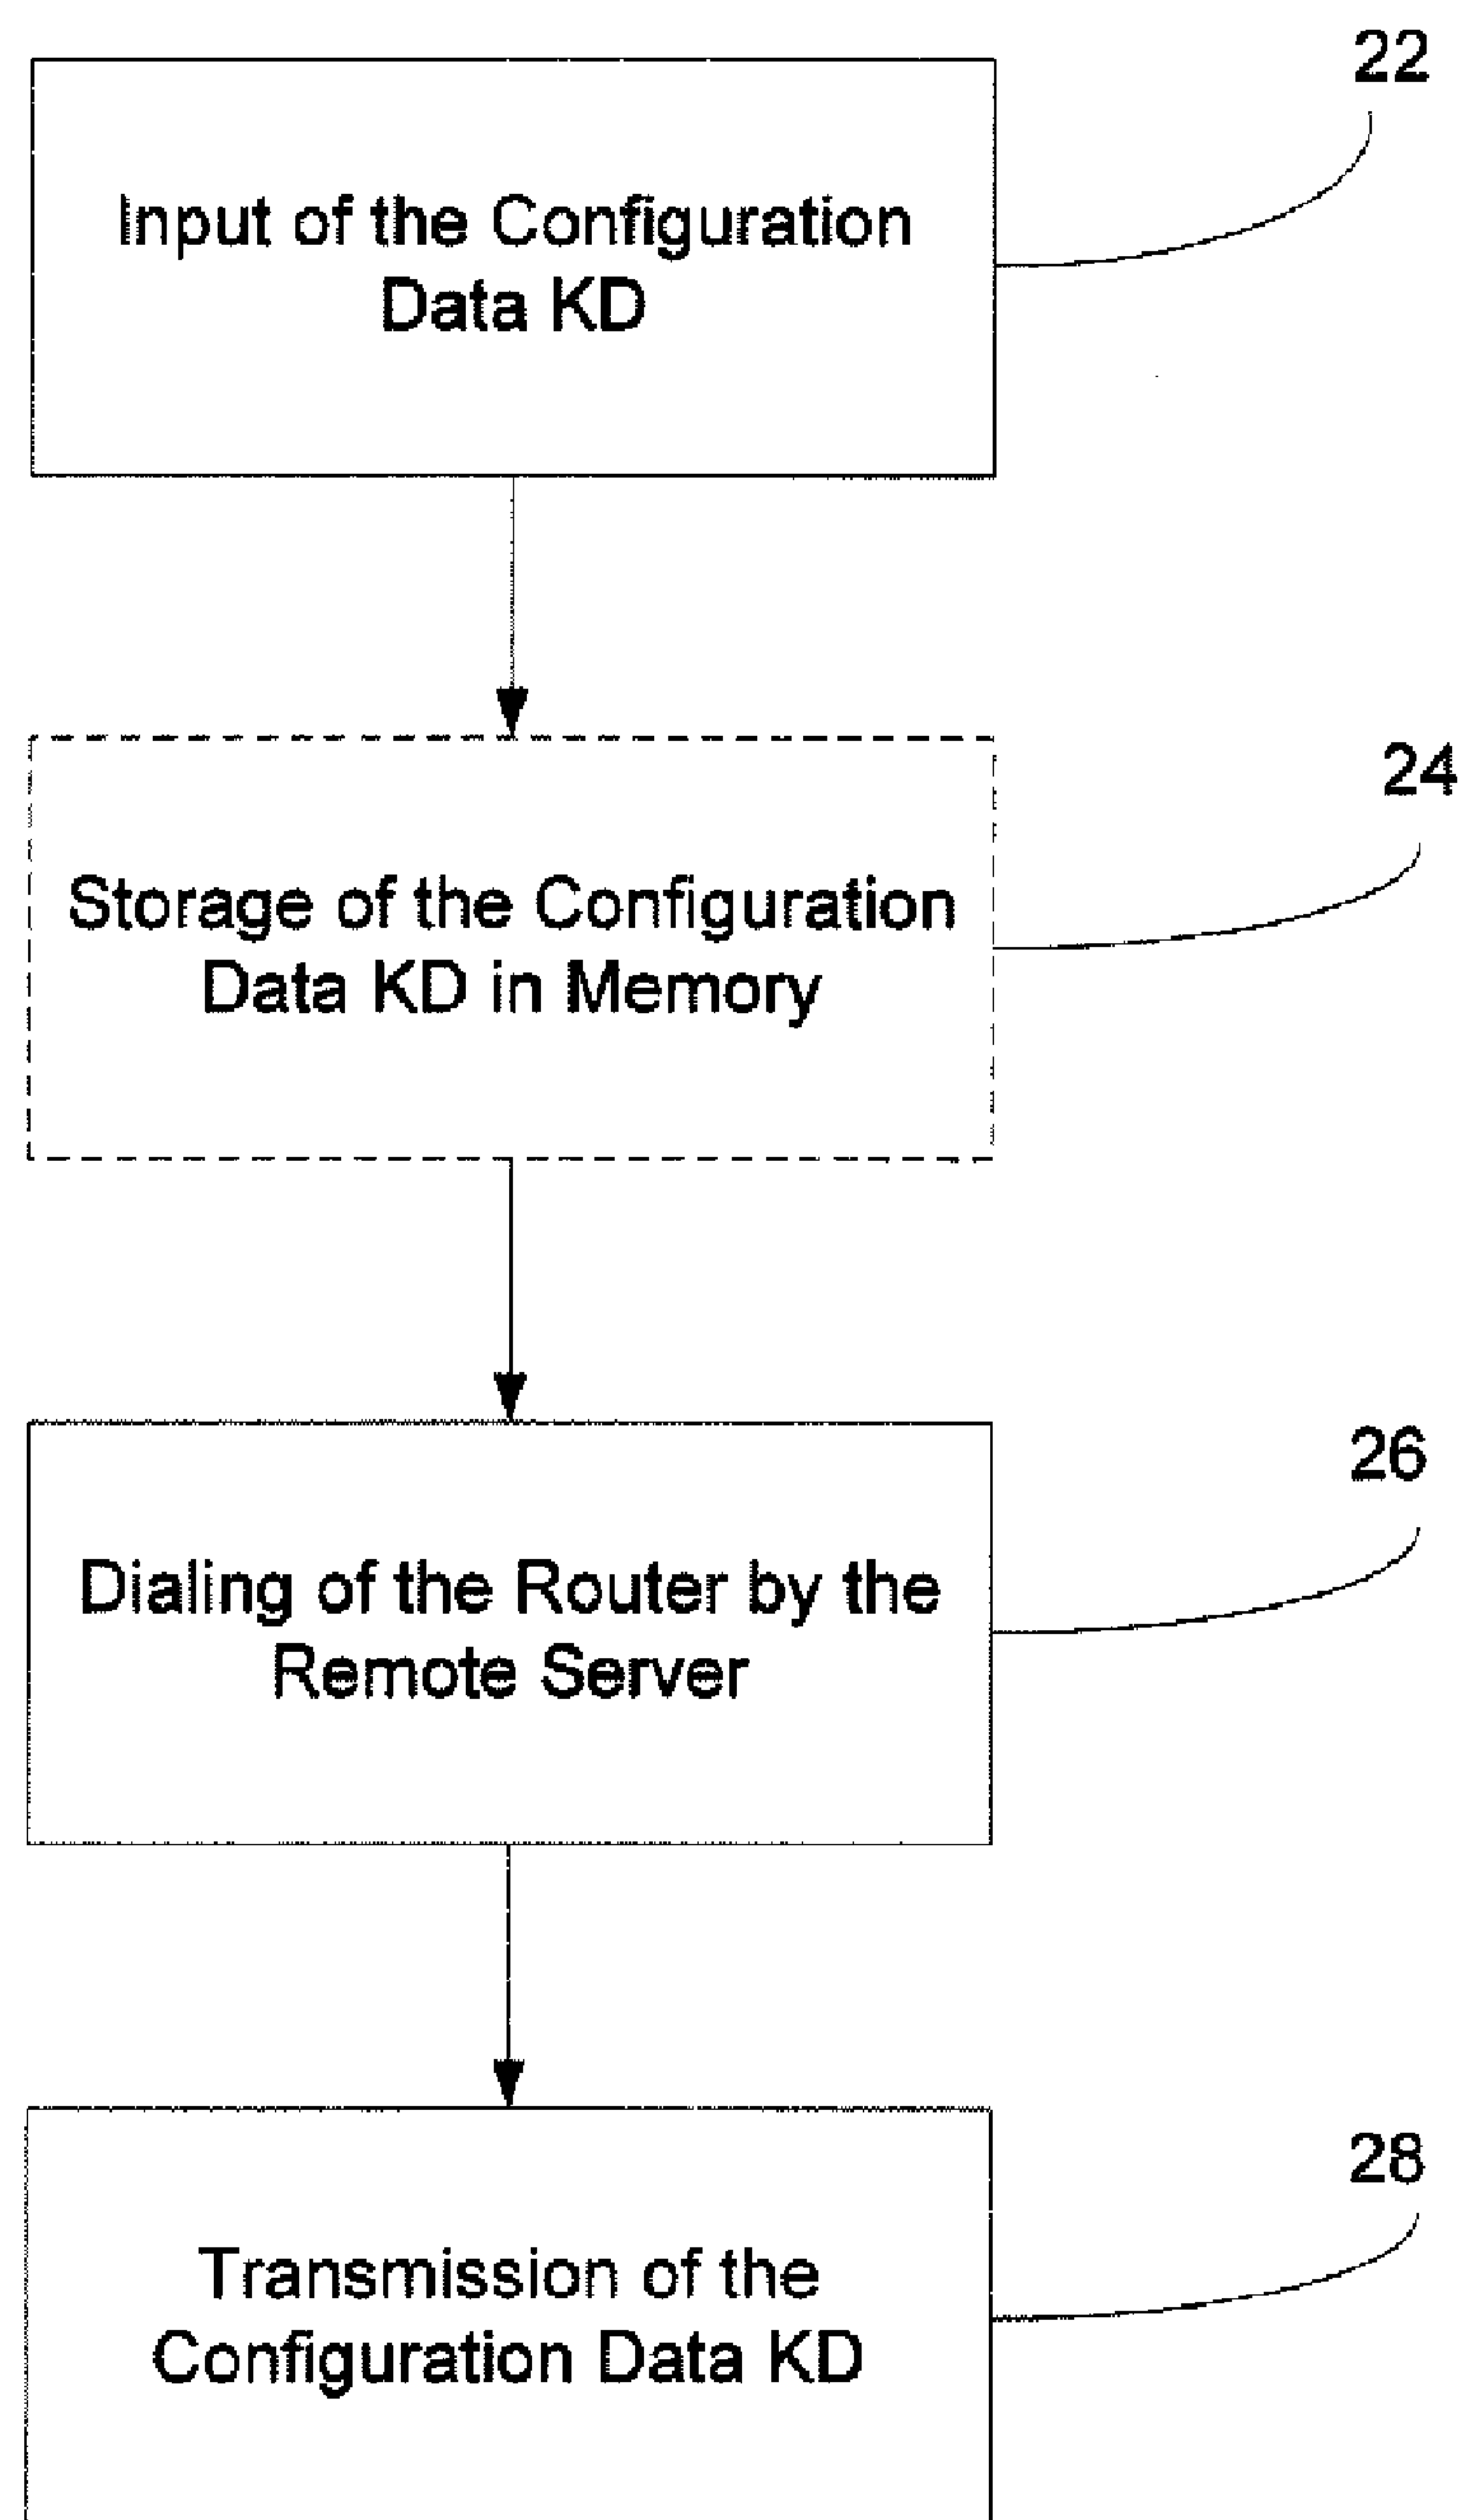 22
Input of the Configuration
Data KD
24
Storage of the Configuration
Data KD in Memory
26
Dialing of the Router by the
Remote Server
28
Transmission of the
Configuration Data KD